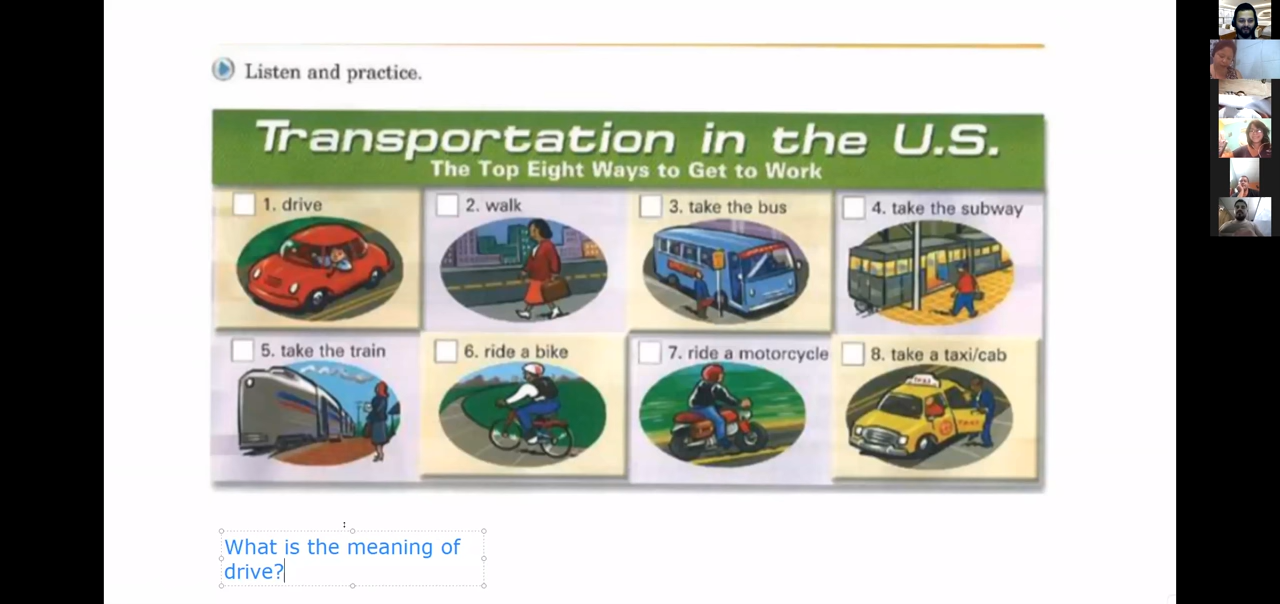 Listen and practice.
Transportation in the U.S.
The Top Eight Ways to Get to Work
1. drive
2. walk
3. take the bus
4. take the subway
5. take the train
6. ride a bike
7. ride a motorcycle
8. take a taxi/cab
TAXI
TAXI
What is the meaning of
drive?